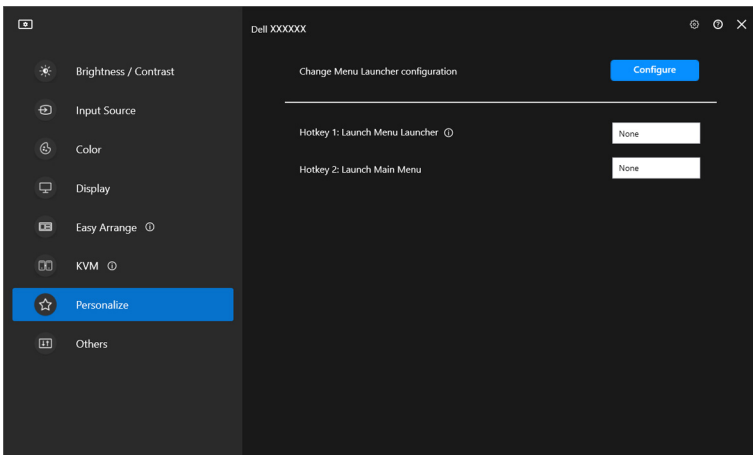 Dell XXXXXX
Brightness / Contrast
Input Source
Color
Display
Easy Arrange
KVM
Personalize
Others
Change Menu Launcher configuration
Configure
Hotkey 1: Launch Menu Launcher
None
Hotkey 2: Launch Main Menu
None